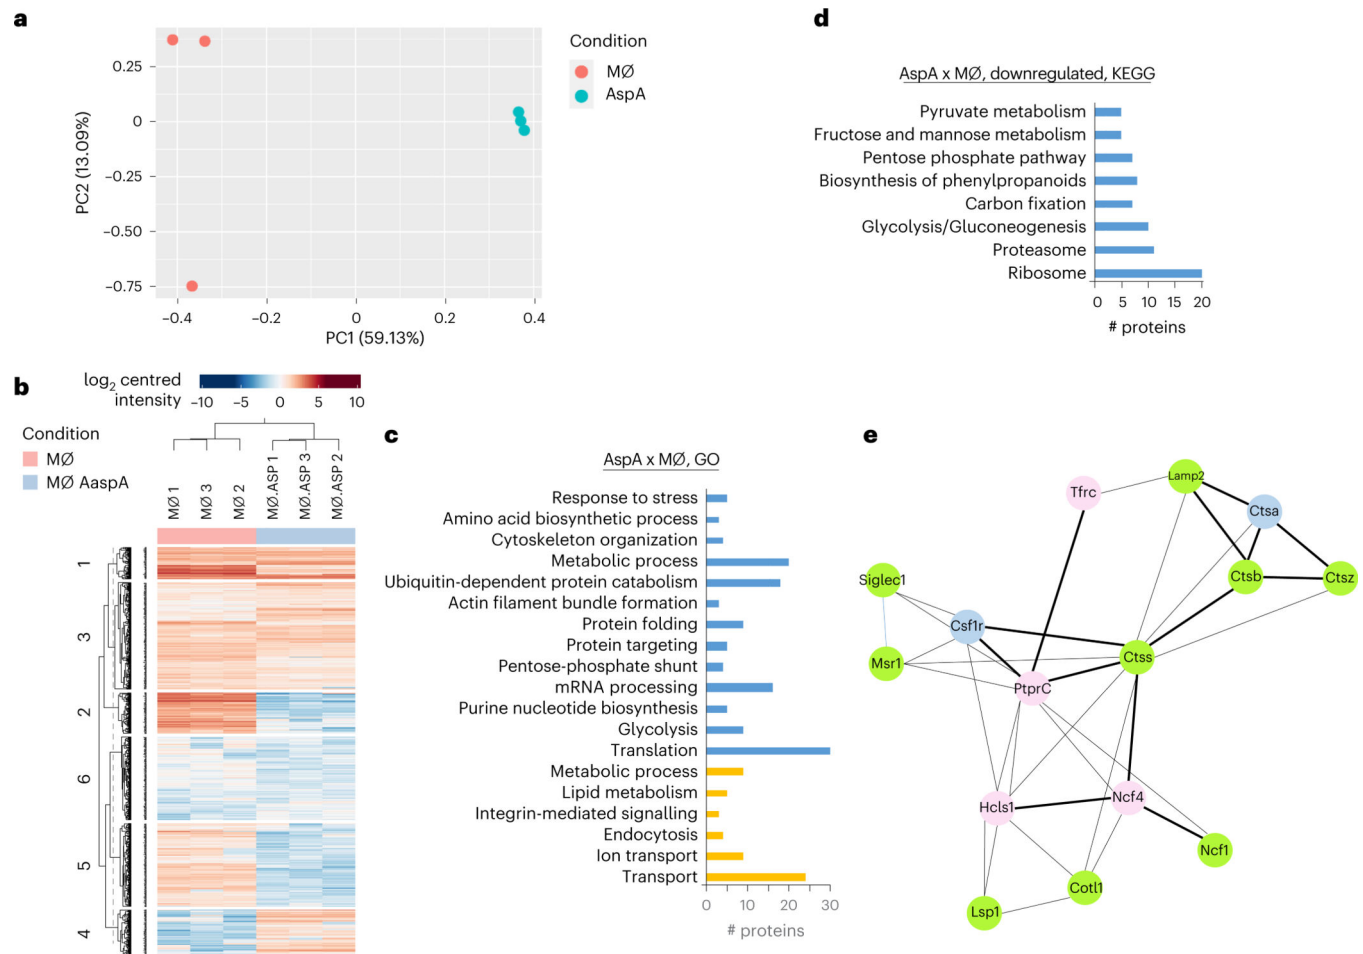 a
0.25
0
−0.25
−0.50
−0.75
PC2 (13.09%)
−0.4
−0.2
0
0.2
0.4
PC1 (59.13%)
Condition
MØ
AspA
d
AspA x MØ, downregulated, KEGG
Pyruvate metabolism
Fructose and mannose metabolism
Pentose phosphate pathway
Biosynthesis of phenylpropanoids
Carbon fixation
Glycolysis/Gluconeogenesis
Proteasome
Ribosome
0 5 10 15 20
# proteins
b
log2 centred
intensity
−10 −5 0 5 10
Condition
MØ
MØ AaspA
MØ 1
MØ 3
MØ 2
MØ.ASP 1
MØ.ASP 3
MØ.ASP 2
1
3
2
6
5
4
c
AspA x MØ, GO
Response to stress
Amino acid biosynthetic process
Cytoskeleton organization
Metabolic process
Ubiquitin-dependent protein catabolism
Actin filament bundle formation
Protein folding
Protein targeting
Pentose-phosphate shunt
mRNA processing
Purine nucleotide biosynthesis
Glycolysis
Translation
Metabolic process
Lipid metabolism
Integrin-mediated signalling
Endocytosis
Ion transport
Transport
0 10 20 30
# proteins
e
Lamp2
Tfrc
Ctsa
Ctsb
Ctsz
Siglec1
Csf1r
Msr1
Ctss
PtprC
Hcls1
Ncf4
Ncf1
Cotl1
Lsp1